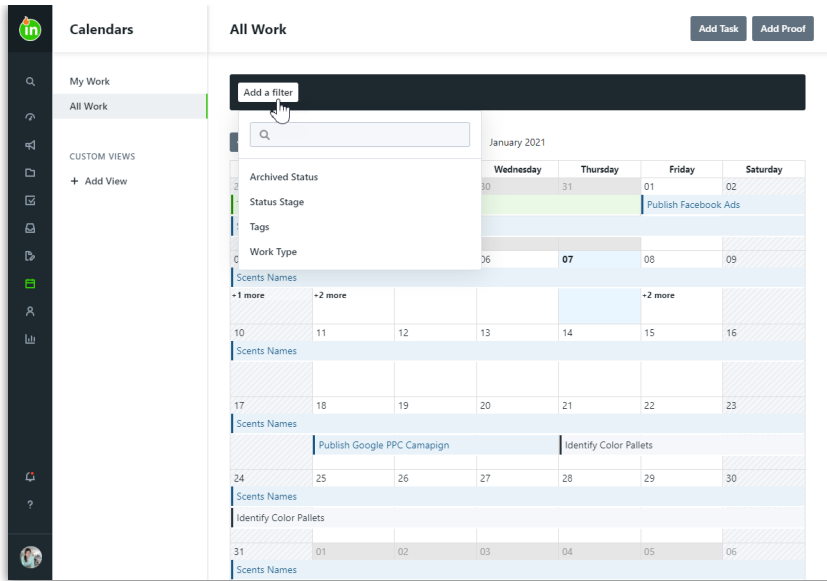 in
Calendars
All Work
Add Task
Add Proof
My Work
All Work
CUSTOM VIEWS
+ Add View
Add a filter
Archived Status
Status Stage
Tags
Work Type
January 2021
Wednesday Thursday Friday Saturday
30 31 01 02
Publish Facebook Ads
06 07 08 09
Scents Names
+1 more +2 more +2 more
10 11 12 13 14 15 16
Scents Names
17 18 19 20 21 22 23
Scents Names
Publish Google PPC Camapign Identify Color Pallets
24 25 26 27 28 29 30
Scents Names
Identify Color Pallets
31 01 02 03 04 05 06
Scents Names
?